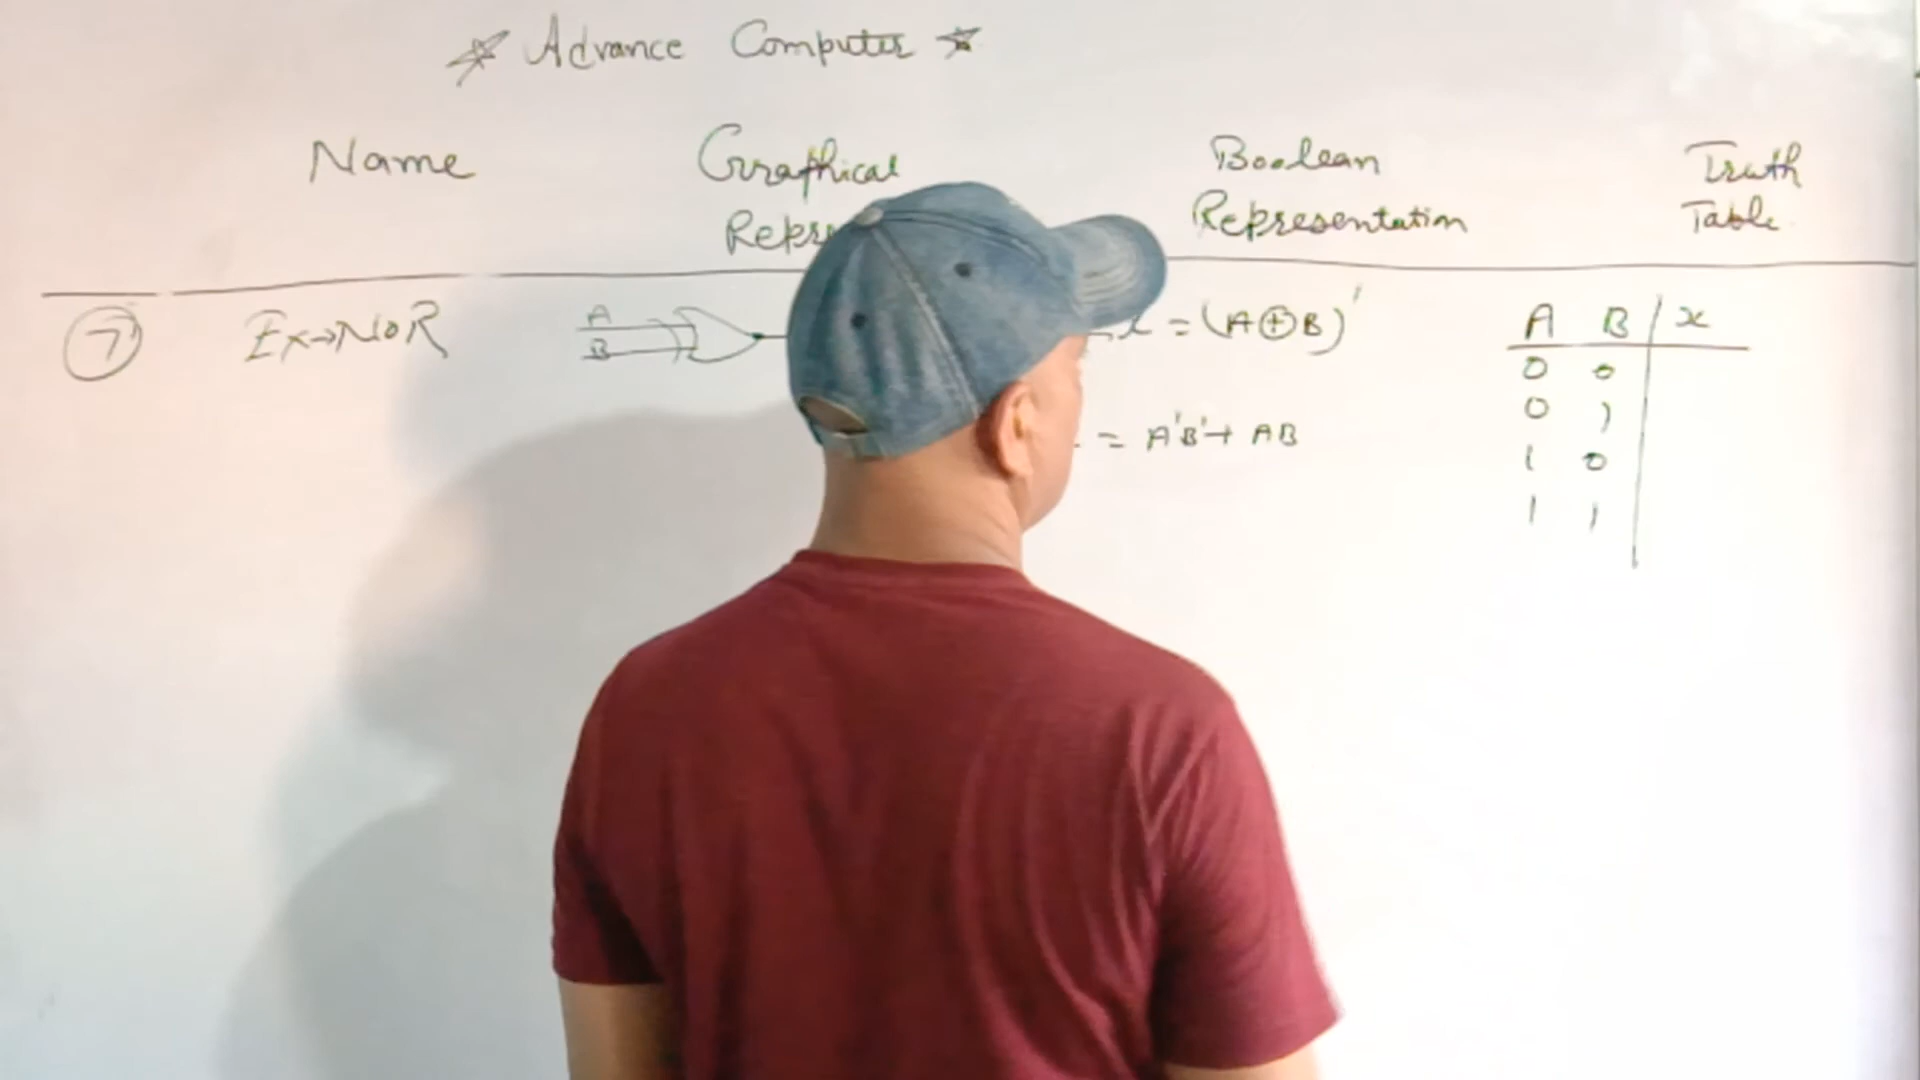 Advance Computer
Name Graphical Boolean Truth
Representation Table
7 Ex→NOR A x = (A⊕B)' A B x
B
0 0
0 1
= A'B' + AB
1 0
1 1